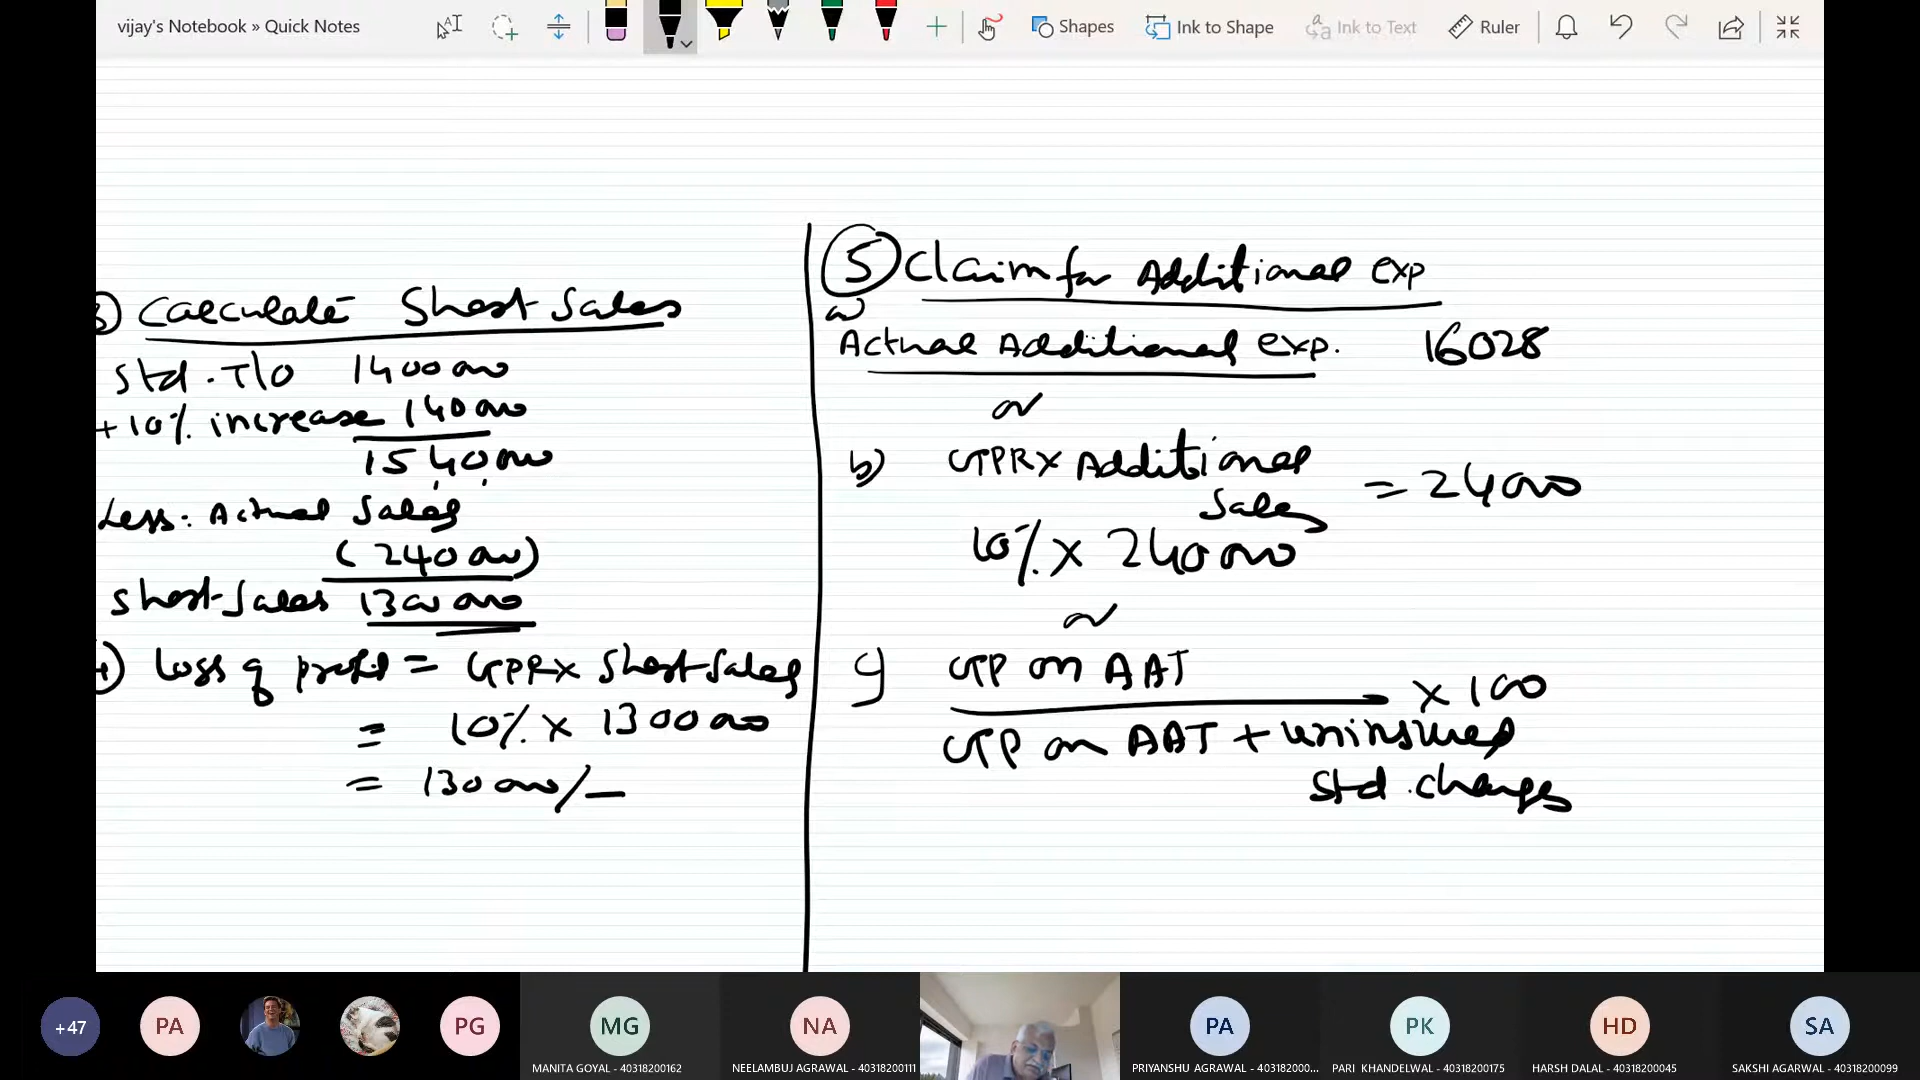 vijay's Notebook » Quick Notes
Shapes
Ink to Shape
Ink to Text
Ruler
3) Calculate Short Sales
Std. T/O 1400000
+ 10% increase 140000
1540000
Less: Actual Sales
(240000)
Short Sales 1300000
4) Loss of profit = GPR x Short Sales
= 10% x 1300000
= 130000/-
5 Claim for Additional exp
a)
Actual Additional exp. 16028
or
b) GPR x Additional Sales = 24000
10% x 240000
or
c) GP on AAT x 100
GP on AAT + uninsured
Std. charges
+47
PA
PG
MG
NA
PA
PK
HD
SA
MANITA GOYAL - 40318200162
NEELAMBUJ AGRAWAL - 40318200111
PRIYANSHU AGRAWAL - 403182000...
PARI KHANDELWAL - 40318200175
HARSH DALAL - 40318200045
SAKSHI AGARWAL - 40318200099